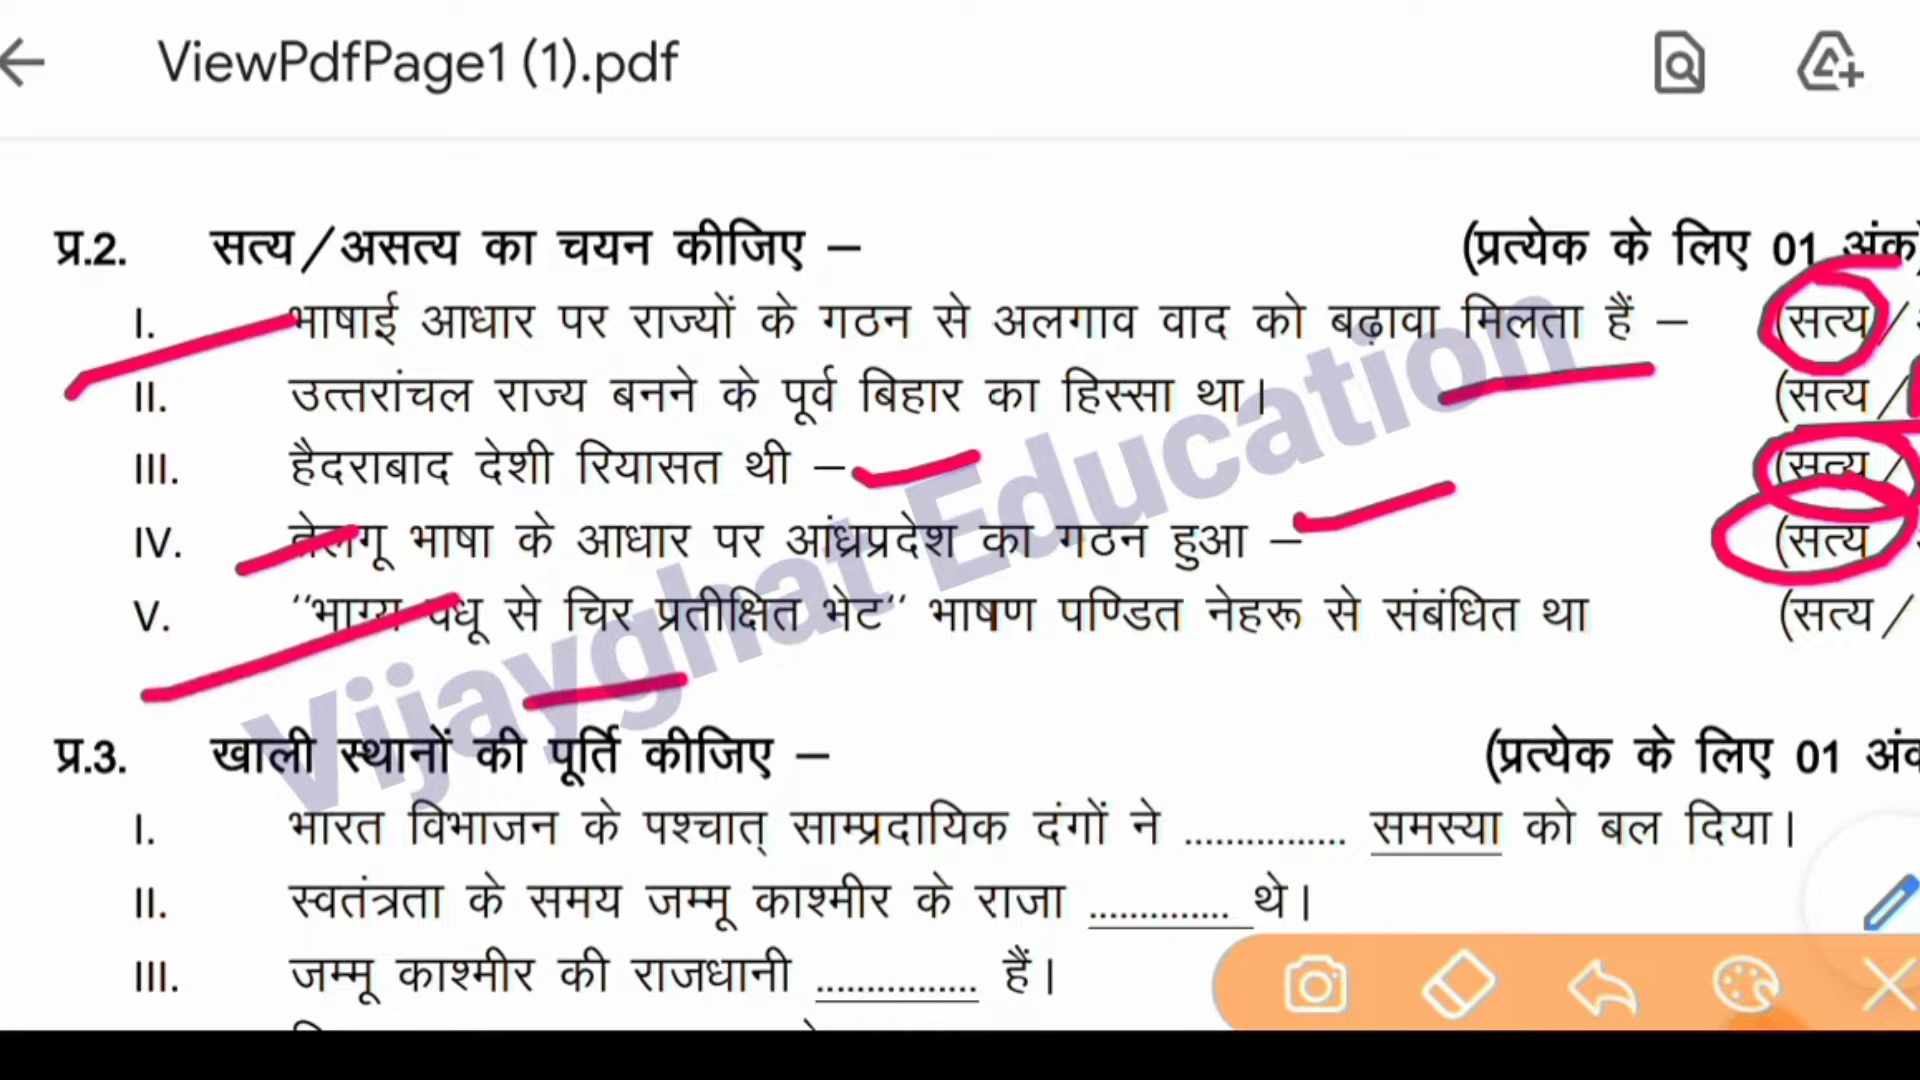 ViewPdfPage1 (1).pdf
प्र.2. सत्य/असत्य का चयन कीजिए – (प्रत्येक के लिए 01 अंक)
I. भाषाई आधार पर राज्यों के गठन से अलगाव वाद को बढ़ावा मिलता हैं – (सत्य/
II. उत्तरांचल राज्य बनने के पूर्व बिहार का हिस्सा था। (सत्य/
III. हैदराबाद देशी रियासत थी – (सत्य/
IV. तेलगू भाषा के आधार पर आंध्रप्रदेश का गठन हुआ – (सत्य
V. "भाग्य वधू से चिर प्रतीक्षित भेट" भाषण पण्डित नेहरू से संबंधित था (सत्य/
Vijayghat Education
प्र.3. खाली स्थानों की पूर्ति कीजिए – (प्रत्येक के लिए 01
I. भारत विभाजन के पश्चात् साम्प्रदायिक दंगों ने ................ समस्या को बल दिया।
II. स्वतंत्रता के समय जम्मू काश्मीर के राजा .............. थे।
III. जम्मू काश्मीर की राजधानी ................ हैं।